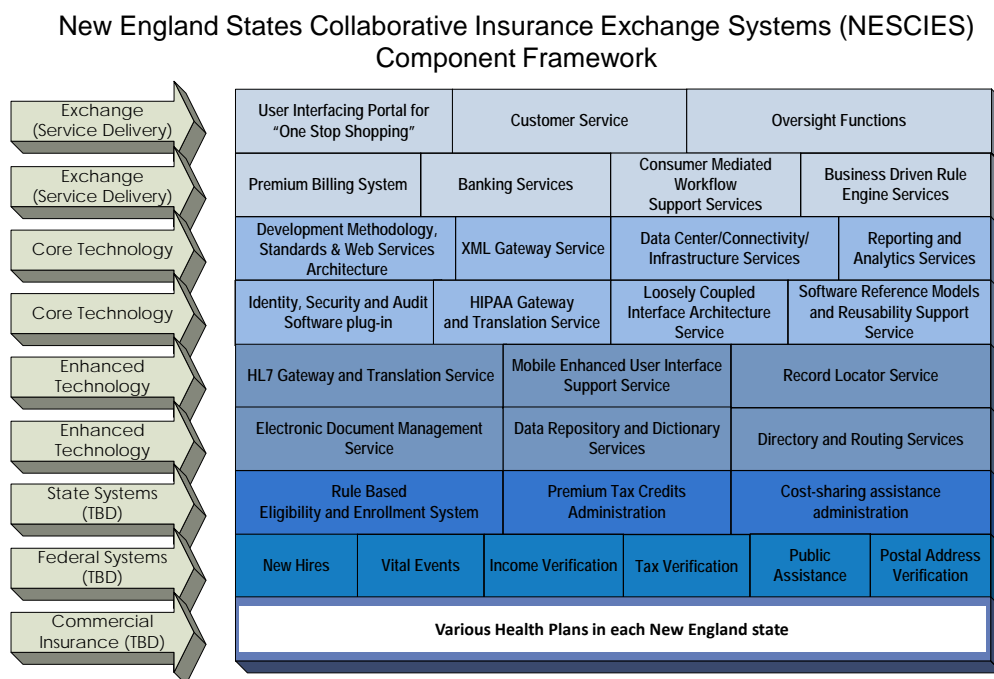 New England States Collaborative Insurance Exchange Systems (NESCIES)
Component Framework
Exchange
(Service Delivery)
User Interfacing Portal for
“One Stop Shopping”
Customer Service
Oversight Functions
Exchange
(Service Delivery)
Premium Billing System
Banking Services
Consumer Mediated
Workflow
Support Services
Business Driven Rule
Engine Services
Core Technology
Development Methodology,
Standards & Web Services
Architecture
XML Gateway Service
Data Center/Connectivity/
Infrastructure Services
Reporting and
Analytics Services
Core Technology
Identity, Security and Audit
Software plug-in
HIPAA Gateway
and Translation Service
Loosely Coupled
Interface Architecture
Service
Software Reference Models
and Reusability Support
Service
Enhanced
Technology
HL7 Gateway and Translation Service
Mobile Enhanced User Interface
Support Service
Record Locator Service
Enhanced
Technology
Electronic Document Management
Service
Data Repository and Dictionary
Services
Directory and Routing Services
State Systems
(TBD)
Rule Based
Eligibility and Enrollment System
Premium Tax Credits
Administration
Cost-sharing assistance
administration
Federal Systems
(TBD)
New Hires
Vital Events
Income Verification
Tax Verification
Public
Assistance
Postal Address
Verification
Commercial
Insurance (TBD)
Various Health Plans in each New England state